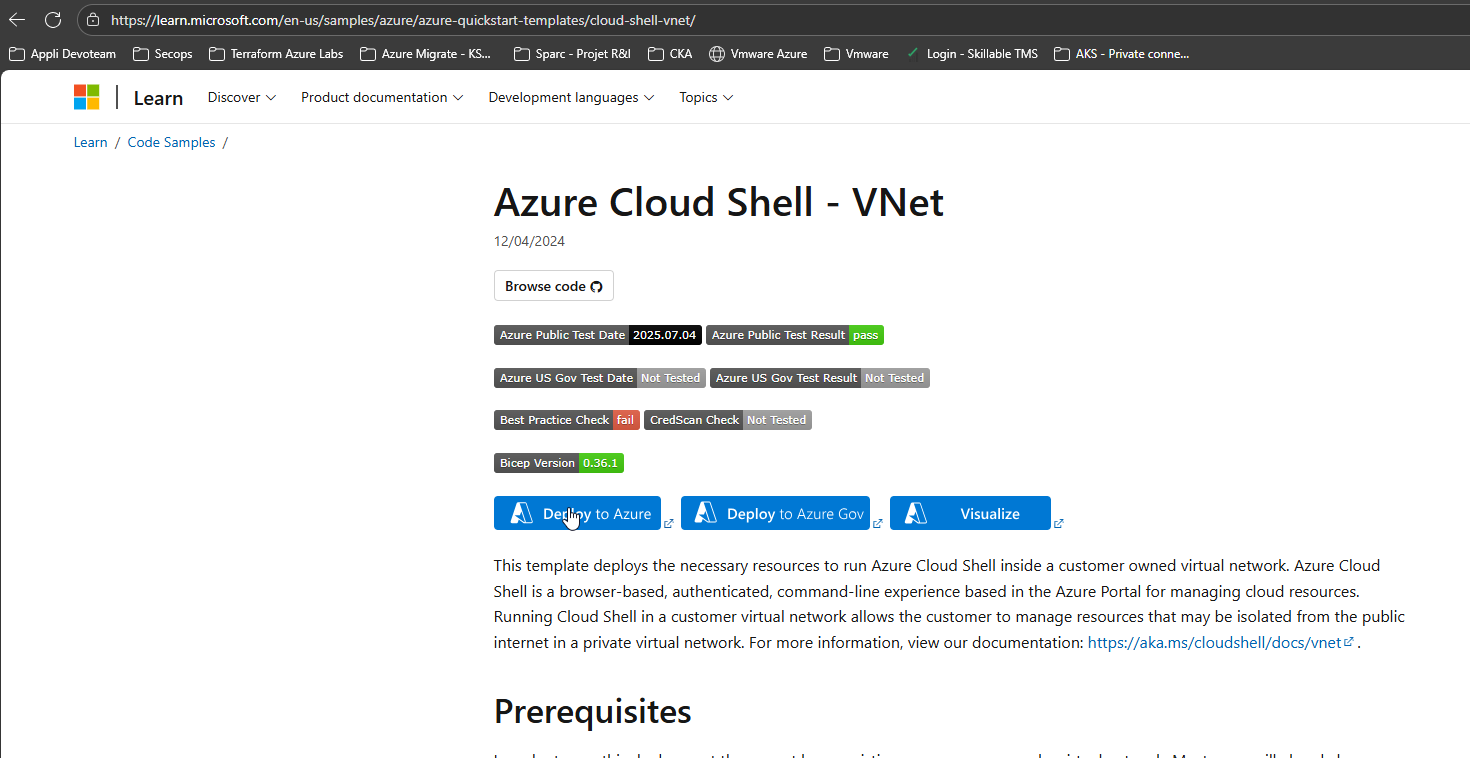 https://learn.microsoft.com/en-us/samples/azure/azure-quickstart-templates/cloud-shell-vnet/
Appli Devoteam Secops Terraform Azure Labs Azure Migrate - KS... Sparc - Projet R&I CKA Vmware Azure Vmware Login - Skillable TMS AKS - Private conne...
Learn Discover Product documentation Development languages Topics
Learn / Code Samples /
Azure Cloud Shell - VNet
12/04/2024
Browse code
Azure Public Test Date 2025.07.04 Azure Public Test Result pass
Azure US Gov Test Date Not Tested Azure US Gov Test Result Not Tested
Best Practice Check fail CredScan Check Not Tested
Bicep Version 0.36.1
Deploy to Azure Deploy to Azure Gov Visualize
This template deploys the necessary resources to run Azure Cloud Shell inside a customer owned virtual network. Azure Cloud
Shell is a browser-based, authenticated, command-line experience based in the Azure Portal for managing cloud resources.
Running Cloud Shell in a customer virtual network allows the customer to manage resources that may be isolated from the public
internet in a private virtual network. For more information, view our documentation: https://aka.ms/cloudshell/docs/vnet .
Prerequisites